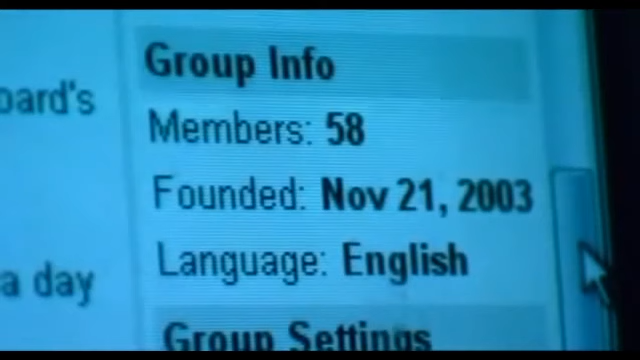 Group Info
oard's
Members: 58
Founded: Nov 21, 2003
Language: English
a day
Group Settings